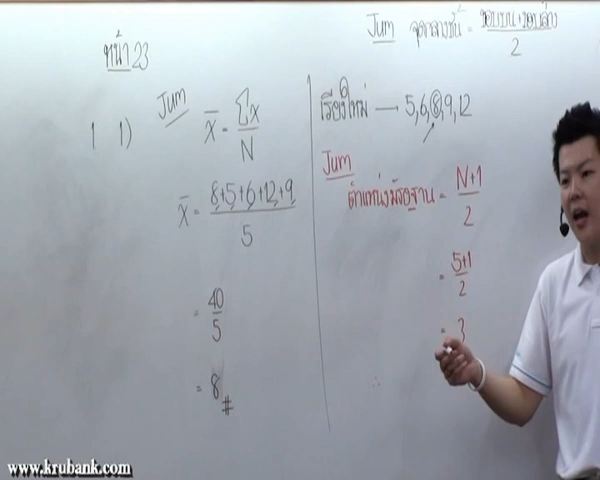 หน้า 23
Jum จุดกลางชั้น = ขอบบน + ขอบล่าง
2
1 1) Jum x̄ = Σx
N
x̄ = 8+5+6+12+9
5
= 40
5
= 8 #
เรียงใหม่ → 5,6,8,9,12
Jum
ตำแหน่งมัธยฐาน = N+1
2
= 5+1
2
= 3
www.krubank.com